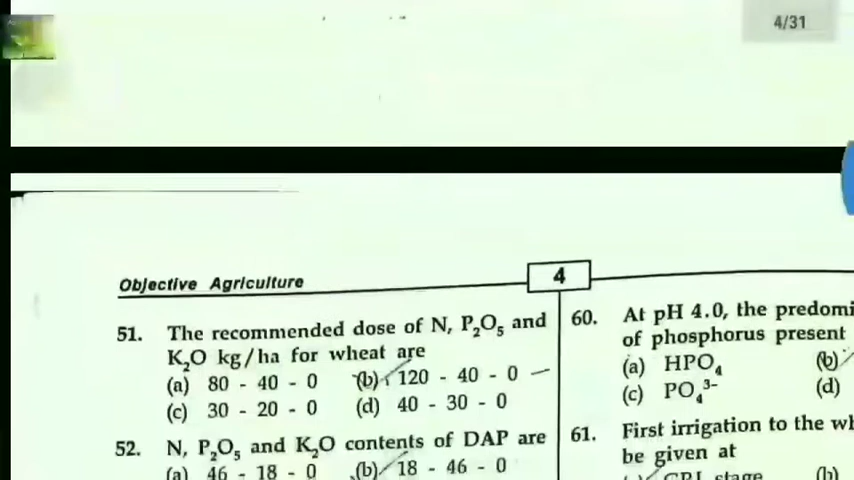 4/31
Objective Agriculture
4
51. The recommended dose of N, P₂O₅ and
K₂O kg/ha for wheat are
(a) 80 - 40 - 0 (b) 120 - 40 - 0
(c) 30 - 20 - 0 (d) 40 - 30 - 0
52. N, P₂O₅ and K₂O contents of DAP are
(a) 46 - 18 - 0 (b) 18 - 46 - 0
60. At pH 4.0, the predomi
of phosphorus present
(a) HPO₄ (b)
(c) PO₄³⁻ (d)
61. First irrigation to the wh
be given at
CRI stage (b)